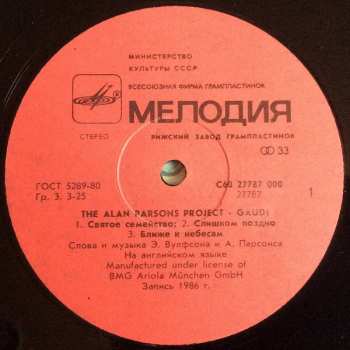 МИНИСТЕРСТВО
КУЛЬТУРЫ СССР
ВСЕСОЮЗНАЯ ФИРМА ГРАМПЛАСТИНОК
МЕЛОДИЯ
СТЕРЕО
РИЖСКИЙ ЗАВОД ГРАМПЛАСТИНОК
33
ГОСТ 5289-80
Гр. 3. 3-25
С60 27787 000
27787
1
THE ALAN PARSONS PROJECT - GAUDI
1. Святое семейство; 2. Слишком поздно
3. Ближе к небесам
Слова и музыка Э. Вулфсона и А. Парсонса
На английском языке
Manufactured under license of
BMG Ariola München GmbH
Запись 1986 г.